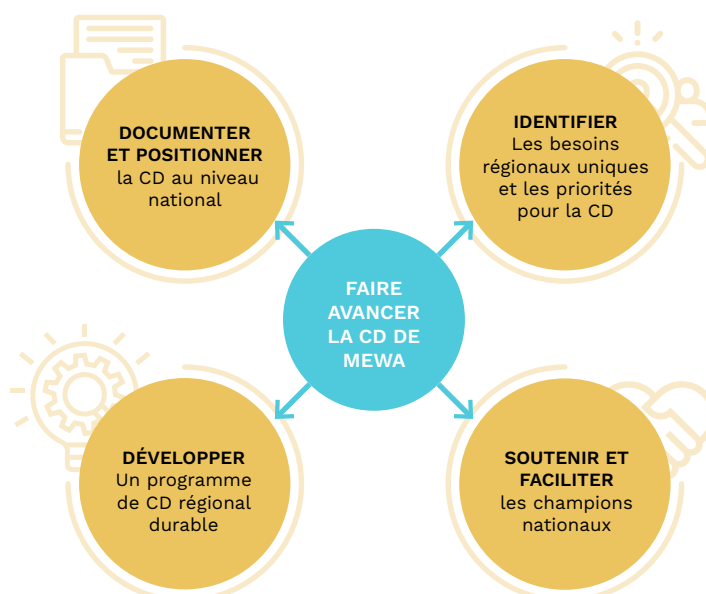 DOCUMENTER
ET POSITIONNER
la CD au niveau
national
IDENTIFIER
Les besoins
régionaux uniques
et les priorités
pour la CD
FAIRE
AVANCER
LA CD DE
MEWA
DÉVELOPPER
Un programme
de CD régional
durable
SOUTENIR ET
FACILITER
les champions
nationaux